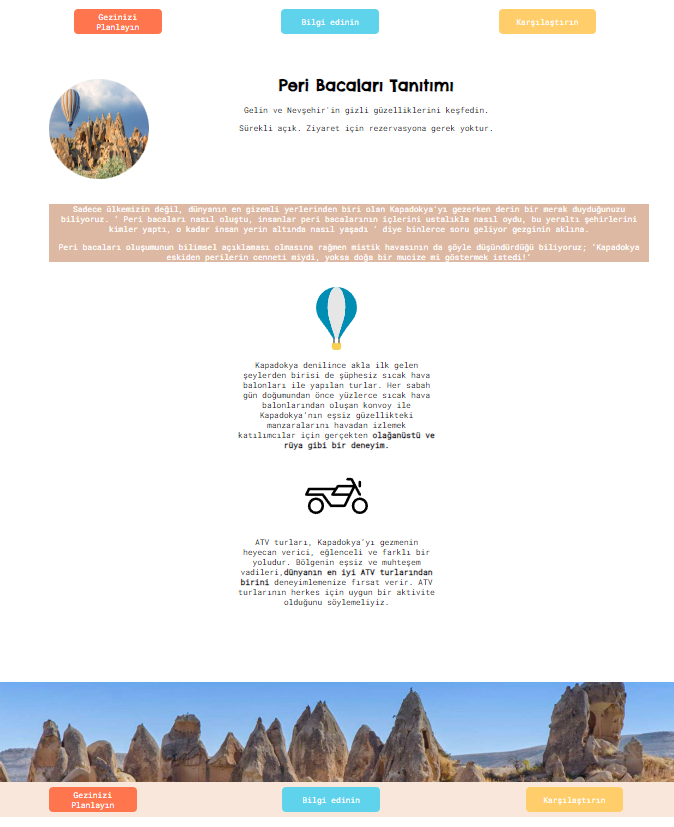 Gezinizi
Planlayın
Bilgi edinin
Karşılaştırın
Peri Bacaları Tanıtımı
Gelin ve Nevşehir'in gizli güzelliklerini keşfedin.
Sürekli açık. Ziyaret için rezervasyona gerek yoktur.
Sadece ülkemizin değil, dünyanın en gizemli yerlerinden biri olan Kapadokya'yı gezerken derin bir merak duyduğunuzu
biliyoruz. ' Peri bacaları nasıl oluştu, insanlar peri bacalarının içlerini ustalıkla nasıl oydu, bu yeraltı şehirlerini
kimler yaptı, o kadar insan yerin altında nasıl yaşadı ' diye binlerce soru geliyor gezginin aklına.
Peri bacaları oluşumunun bilimsel açıklaması olmasına rağmen mistik havasının da şöyle düşündürdüğü biliyoruz; 'Kapadokya
eskiden perilerin cenneti miydi, yoksa doğa bir mucize mi göstermek istedi!'
Kapadokya denilince akla ilk gelen
şeylerden birisi de şüphesiz sıcak hava
balonları ile yapılan turlar. Her sabah
gün doğumundan önce yüzlerce sıcak hava
balonlarından oluşan konvoy ile
Kapadokya'nın eşsiz güzellikteki
manzaralarını havadan izlemek
katılımcılar için gerçekten olağanüstü ve
rüya gibi bir deneyim.
ATV turları, Kapadokya'yı gezmenin
heyecan verici, eğlenceli ve farklı bir
yoludur. Bölgenin eşsiz ve muhteşem
vadileri,dünyanın en iyi ATV turlarından
birini deneyimlemenize fırsat verir. ATV
turlarının herkes için uygun bir aktivite
olduğunu söylemeliyiz.
Gezinizi
Planlayın
Bilgi edinin
Karşılaştırın